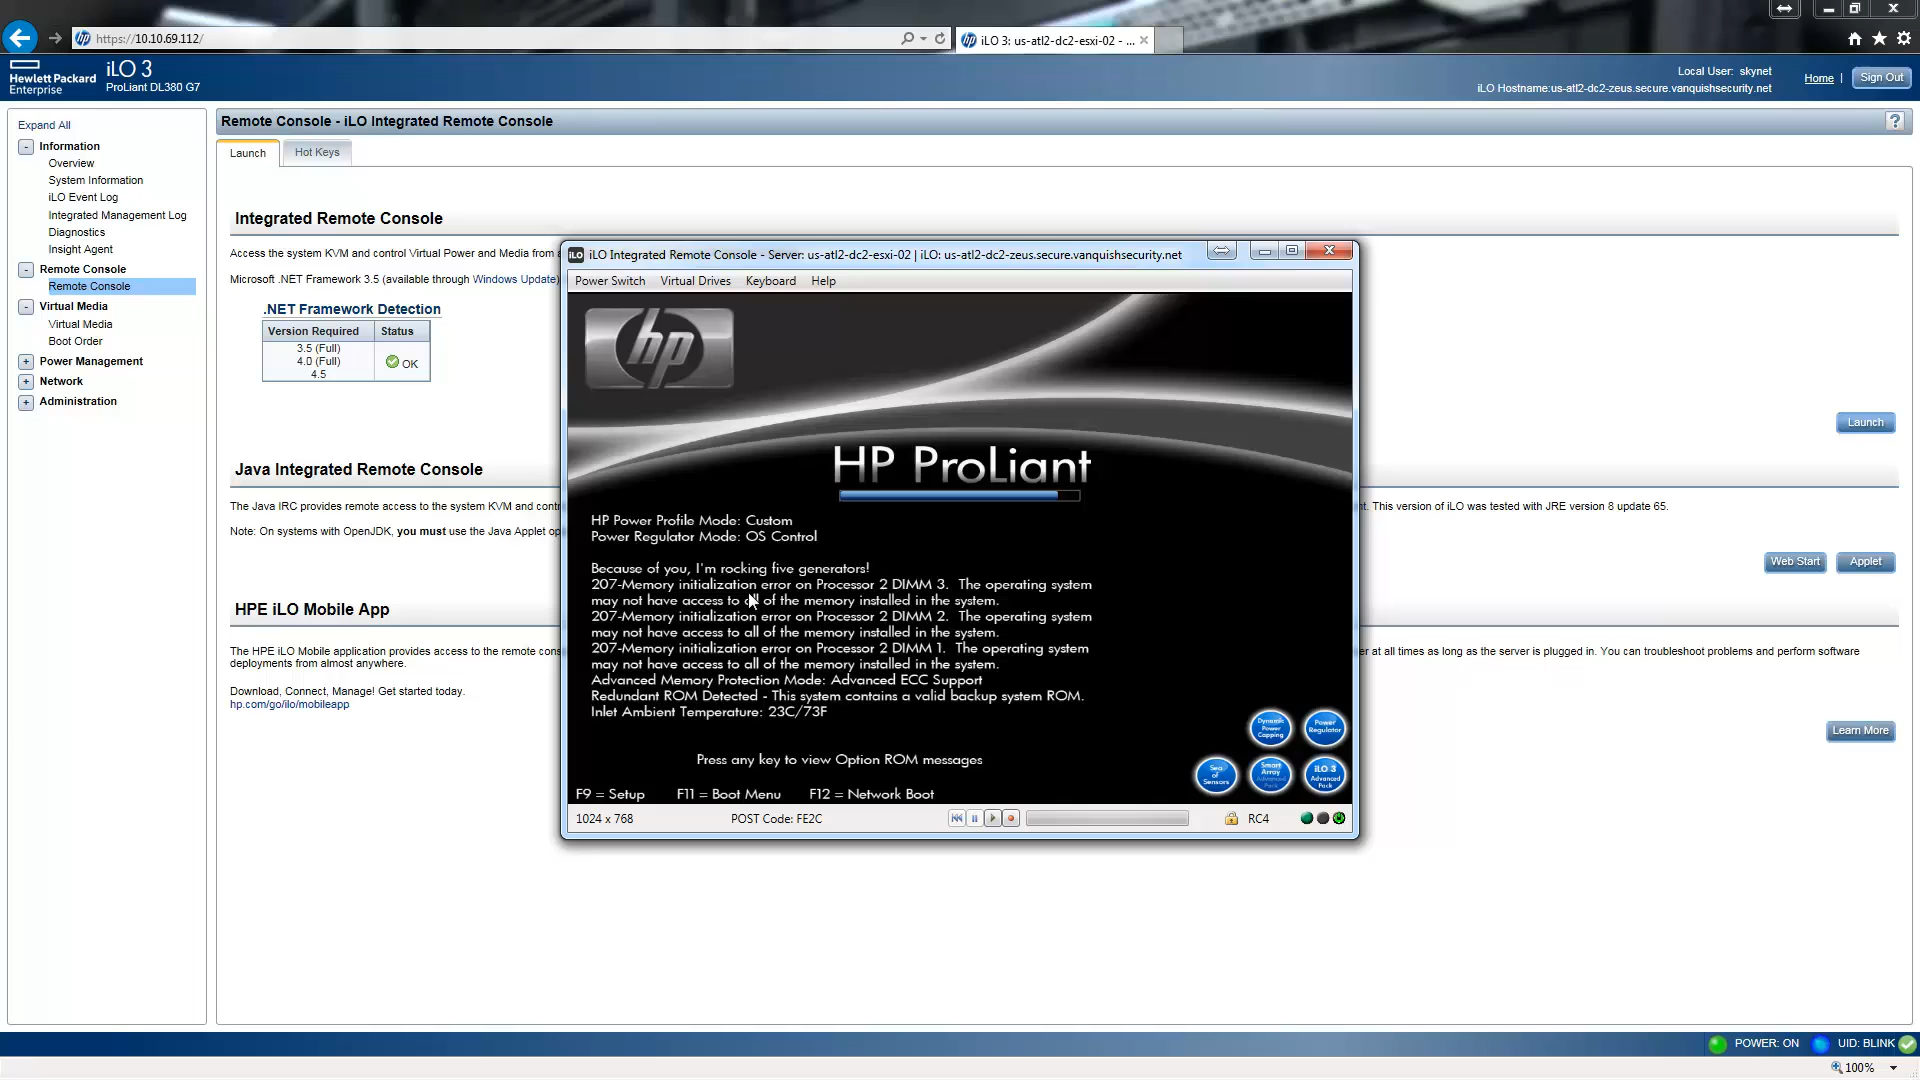 https://10.10.69.112/
iLO 3: us-atl2-dc2-esxi-02 - ...
Hewlett Packard
Enterprise
iLO 3
ProLiant DL380 G7
Local User: skynet
iLO Hostname:us-atl2-dc2-zeus.secure.vanquishsecurity.net
Home
Sign Out
Expand All
Information
Overview
System Information
iLO Event Log
Integrated Management Log
Diagnostics
Insight Agent
Remote Console
Remote Console
Virtual Media
Virtual Media
Boot Order
Power Management
Network
Administration
Remote Console - iLO Integrated Remote Console
?
Launch
Hot Keys
Integrated Remote Console
Access the system KVM and control Virtual Power and Media from a
Microsoft .NET Framework 3.5 (available through Windows Update)
.NET Framework Detection
Version Required Status
3.5 (Full)
4.0 (Full)
4.5
OK
Launch
Java Integrated Remote Console
The Java IRC provides remote access to the system KVM and contr
t. This version of iLO was tested with JRE version 8 update 65.
Note: On systems with OpenJDK, you must use the Java Applet op
Web Start
Applet
HPE iLO Mobile App
The HPE iLO Mobile application provides access to the remote cons
er at all times as long as the server is plugged in. You can troubleshoot problems and perform software
deployments from almost anywhere.
Download, Connect, Manage! Get started today.
hp.com/go/ilo/mobileapp
Learn More
iLO Integrated Remote Console - Server: us-atl2-dc2-esxi-02 | iLO: us-atl2-dc2-zeus.secure.vanquishsecurity.net
Power Switch Virtual Drives Keyboard Help
hp
HP ProLiant
HP Power Profile Mode: Custom
Power Regulator Mode: OS Control
Because of you, I'm rocking five generators!
207-Memory initialization error on Processor 2 DIMM 3. The operating system
may not have access to all of the memory installed in the system.
207-Memory initialization error on Processor 2 DIMM 2. The operating system
may not have access to all of the memory installed in the system.
207-Memory initialization error on Processor 2 DIMM 1. The operating system
may not have access to all of the memory installed in the system.
Advanced Memory Protection Mode: Advanced ECC Support
Redundant ROM Detected - This system contains a valid backup system ROM.
Inlet Ambient Temperature: 23C/73F
Press any key to view Option ROM messages
F9 = Setup F11 = Boot Menu F12 = Network Boot
Dynamic
Power
Capping
Power
Regulator
Sea
of
Sensors
Smart
Array
Advanced
Pack
iLO 3
Advanced
Pack
1024 x 768
POST Code: FE2C
RC4
POWER: ON
UID: BLINK
100%